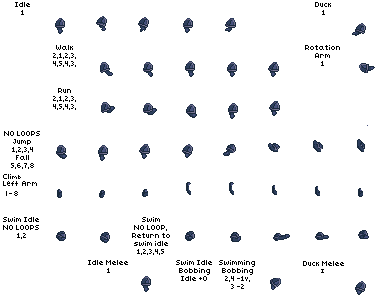 Idle
1
Duck
1
Walk
2,1,2,3,
4,5,4,3,
Rotation
Arm
1
Run
2,1,2,3,
4,5,4,3,
NO LOOPS
Jump
1,2,3,4
Fall
5,6,7,8
Climb
Left Arm
1-8
Swim Idle
NO LOOPS
1,2
Swim
NO LOOP,
Return to
swim idle
1,2,3,4,5
Swim Idle
Bobbing
Idle +0
Swimming
Bobbing
2,4 -1v,
3 -2
Idle Melee
1
Duck Melee
1